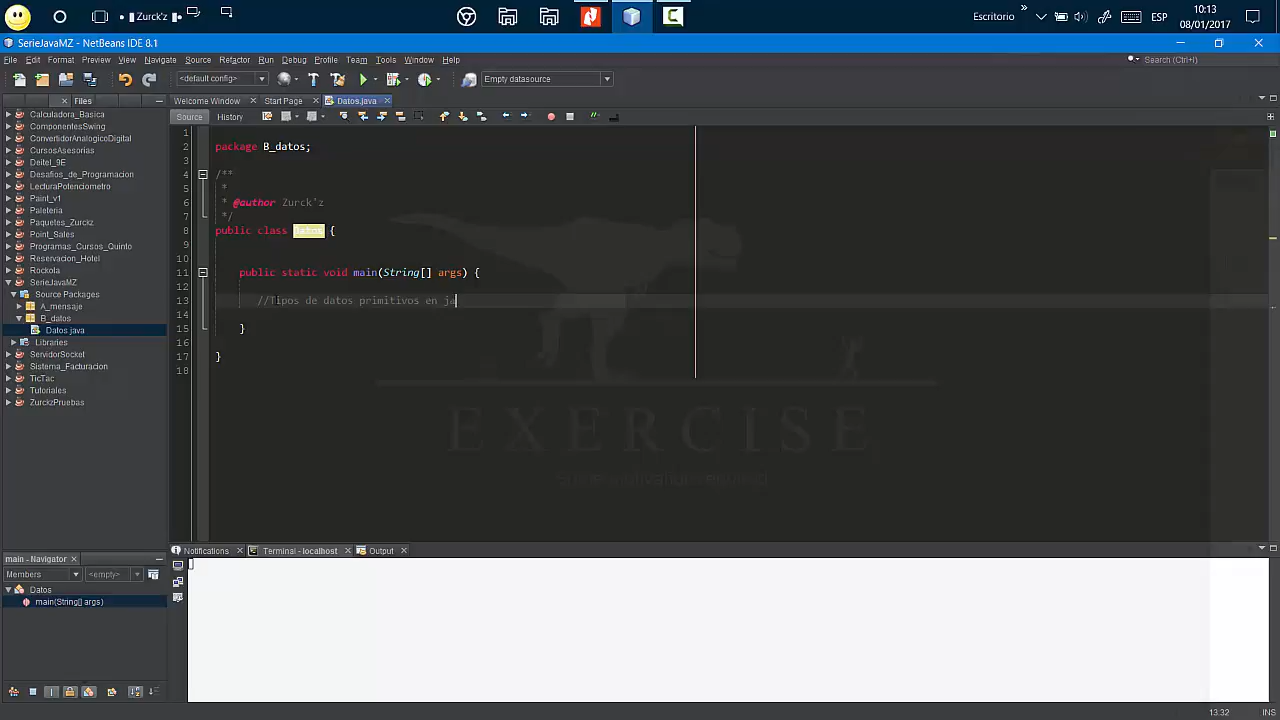 Zurck'z
Escritorio
ESP
10:13
08/01/2017
SerieJavaMZ - NetBeans IDE 8.1
File Edit Format Preview View Navigate Source Refactor Run Debug Profile Team Tools Window Help
Search (Ctrl+I)
<default config>
Empty datasource
Files
Welcome Window
Start Page
Datos.java
Source
History
Calculadora_Basica
ComponentesSwing
ConvertidorAnalogicoDigital
CursosAsesorias
Deitel_9E
Desafios_de_Programacion
LecturaPotenciometro
Paint_v1
Paleteria
Paquetes_Zurckz
Point_Sales
Programas_Cursos_Quinto
Reservacion_Hotel
Rockola
SerieJavaMZ
Source Packages
A_mensaje
B_datos
Datos.java
Libraries
ServidorSocket
Sistema_Facturacion
TicTac
Tutoriales
ZurckzPruebas
1
2 package B_datos;
3
4 /**
5 *
6 * @author Zurck'z
7 */
8 public class Datos {
9
11 public static void main(String[] args) {
12
13 //Tipos de datos primitivos en ja
14
15 }
16
17 }
18
EXERCISE
main - Navigator
Members
<empty>
Datos
main(String[] args)
Notifications
Terminal - localhost
Output
13:32
INS